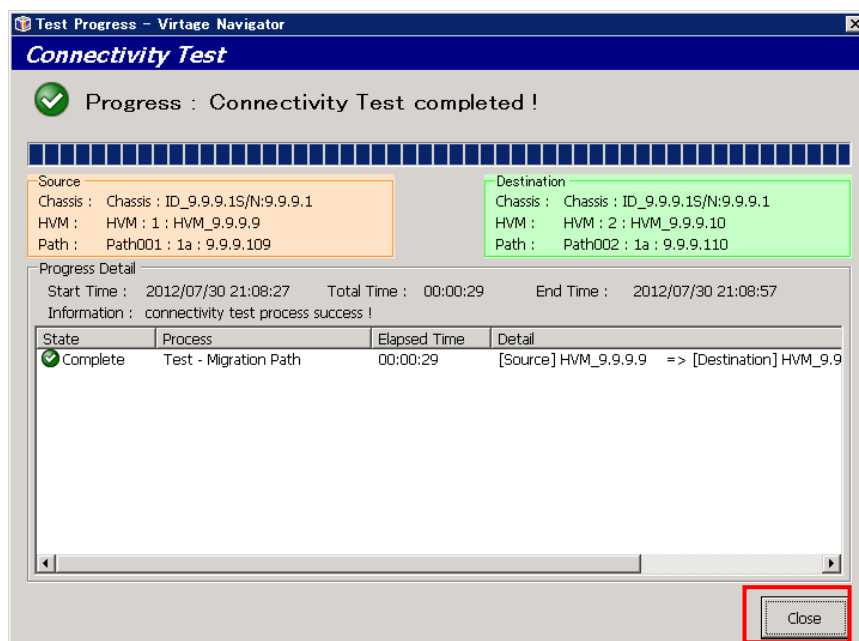 Test Progress - Virtage Navigator
Connectivity Test
Progress : Connectivity Test completed !
Source
Chassis : Chassis : ID_9.9.9.1S/N:9.9.9.1
HVM : HVM : 1 : HVM_9.9.9.9
Path : Path001 : 1a : 9.9.9.109
Destination
Chassis : Chassis : ID_9.9.9.1S/N:9.9.9.1
HVM : HVM : 2 : HVM_9.9.9.10
Path : Path002 : 1a : 9.9.9.110
Progress Detail
Start Time : 2012/07/30 21:08:27 Total Time : 00:00:29 End Time : 2012/07/30 21:08:57
Information : connectivity test process success !
State Process Elapsed Time Detail
Complete Test - Migration Path 00:00:29 [Source] HVM_9.9.9.9 => [Destination] HVM_9.9
Close